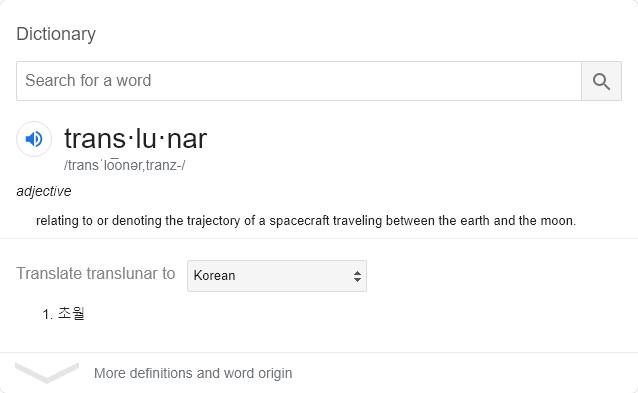 Dictionary
Search for a word
trans·lu·nar
/transˈlo͞onər,tranz-/
adjective
relating to or denoting the trajectory of a spacecraft traveling between the earth and the moon.
Translate translunar to Korean
1. 초월
More definitions and word origin